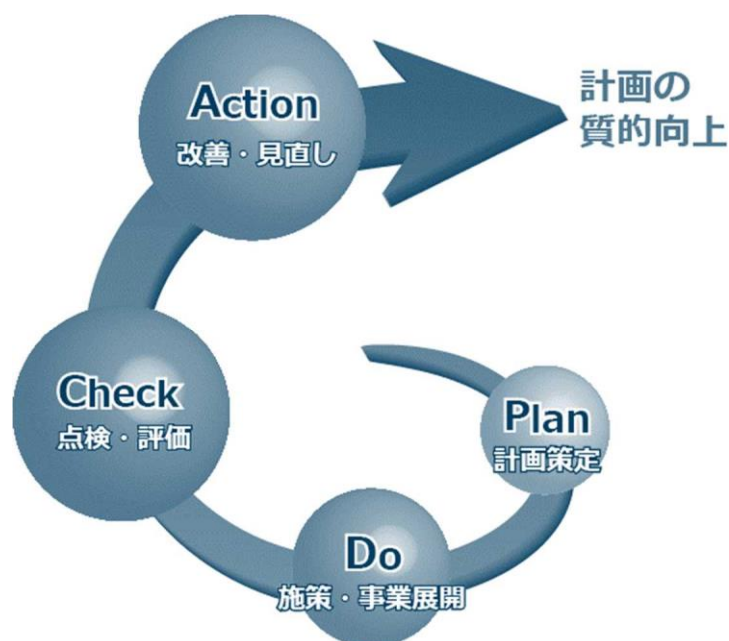 Action
改善・見直し
計画の
質的向上
Check
点検・評価
Plan
計画策定
Do
施策・事業展開